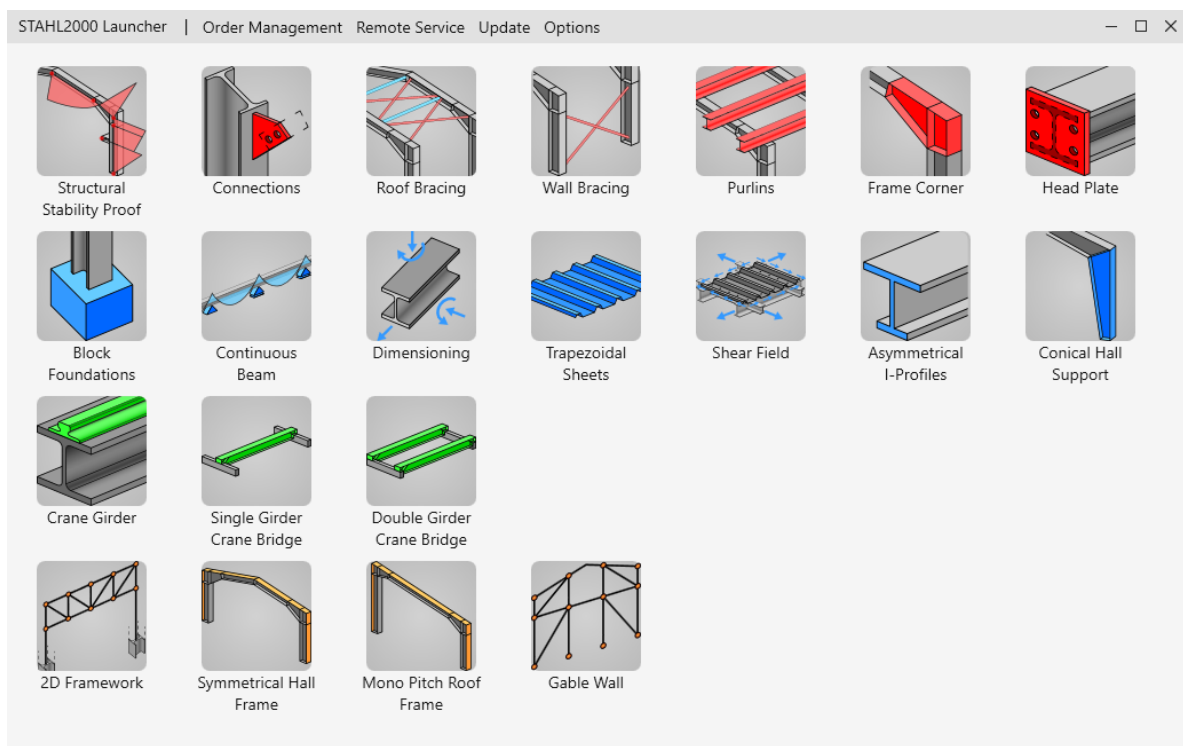 STAHL2000 Launcher | Order Management Remote Service Update Options
Structural
Stability Proof
Connections
Roof Bracing
Wall Bracing
Purlins
Frame Corner
Head Plate
Block
Foundations
Continuous
Beam
Dimensioning
Trapezoidal
Sheets
Shear Field
Asymmetrical
I-Profiles
Conical Hall
Support
Crane Girder
Single Girder
Crane Bridge
Double Girder
Crane Bridge
2D Framework
Symmetrical Hall
Frame
Mono Pitch Roof
Frame
Gable Wall